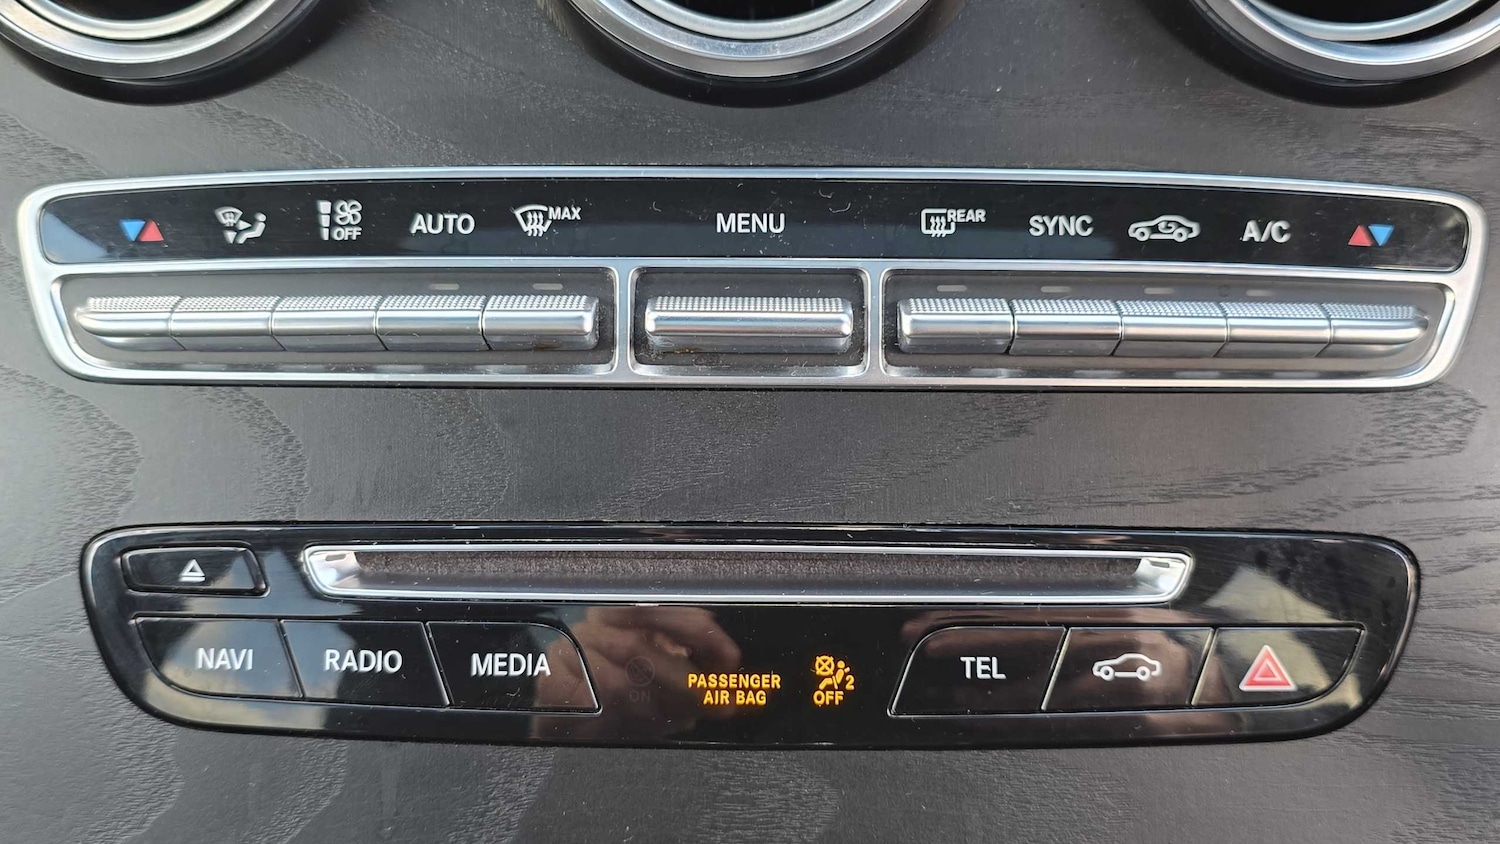 OFF
AUTO
MAX
MENU
REAR
SYNC
A/C
NAVI
RADIO
MEDIA
ON
PASSENGER
AIR BAG
2
OFF
TEL